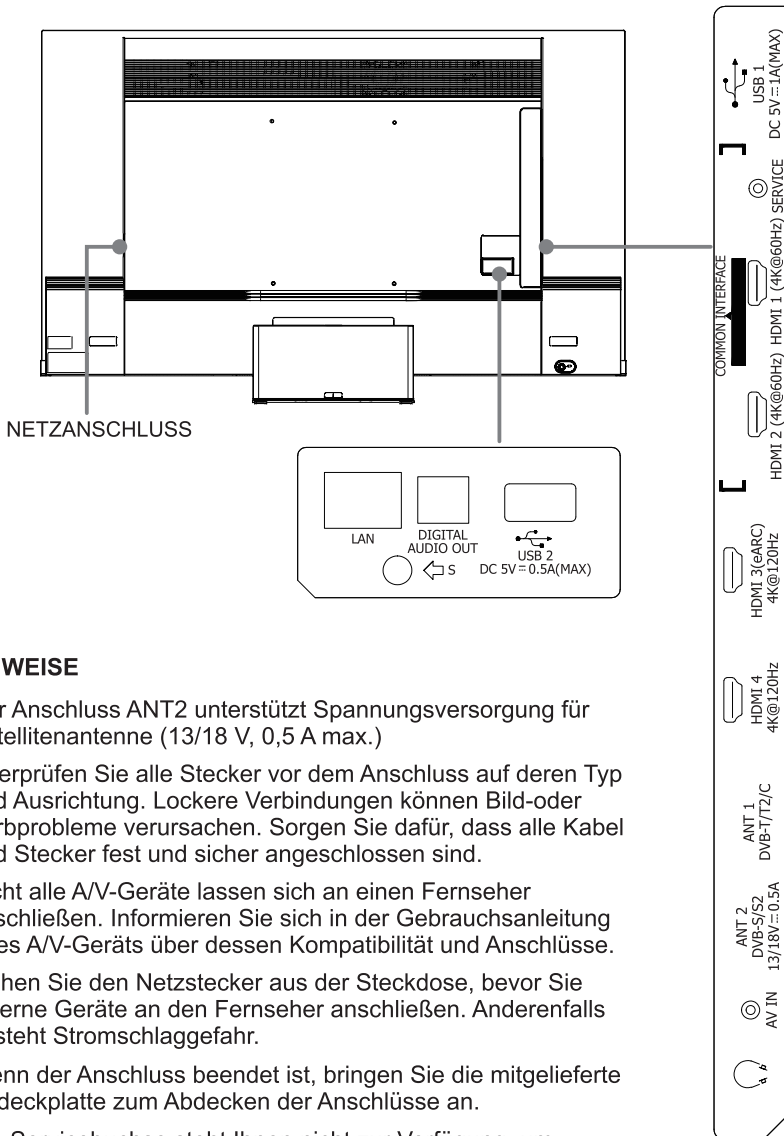 NETZANSCHLUSS
LAN
DIGITAL
AUDIO OUT
USB 2
DC 5V⎓0.5A(MAX)
S
USB 1
DC 5V⎓1A(MAX)
SERVICE
COMMON INTERFACE
HDMI 1 (4K@60Hz)
HDMI 2 (4K@60Hz)
HDMI 3(eARC)
4K@120Hz
HDMI 4
4K@120Hz
ANT 1
DVB-T/T2/C
ANT 2
DVB-S/S2
13/18V⎓0.5A
AV IN
WEISE
r Anschluss ANT2 unterstützt Spannungsversorgung für
tellitenantenne (13/18 V, 0,5 A max.)
erprüfen Sie alle Stecker vor dem Anschluss auf deren Typ
d Ausrichtung. Lockere Verbindungen können Bild-oder
rbprobleme verursachen. Sorgen Sie dafür, dass alle Kabel
d Stecker fest und sicher angeschlossen sind.
cht alle A/V-Geräte lassen sich an einen Fernseher
schließen. Informieren Sie sich in der Gebrauchsanleitung
es A/V-Geräts über dessen Kompatibilität und Anschlüsse.
hen Sie den Netzstecker aus der Steckdose, bevor Sie
erne Geräte an den Fernseher anschließen. Anderenfalls
steht Stromschlaggefahr.
enn der Anschluss beendet ist, bringen Sie die mitgelieferte
deckplatte zum Abdecken der Anschlüsse an.